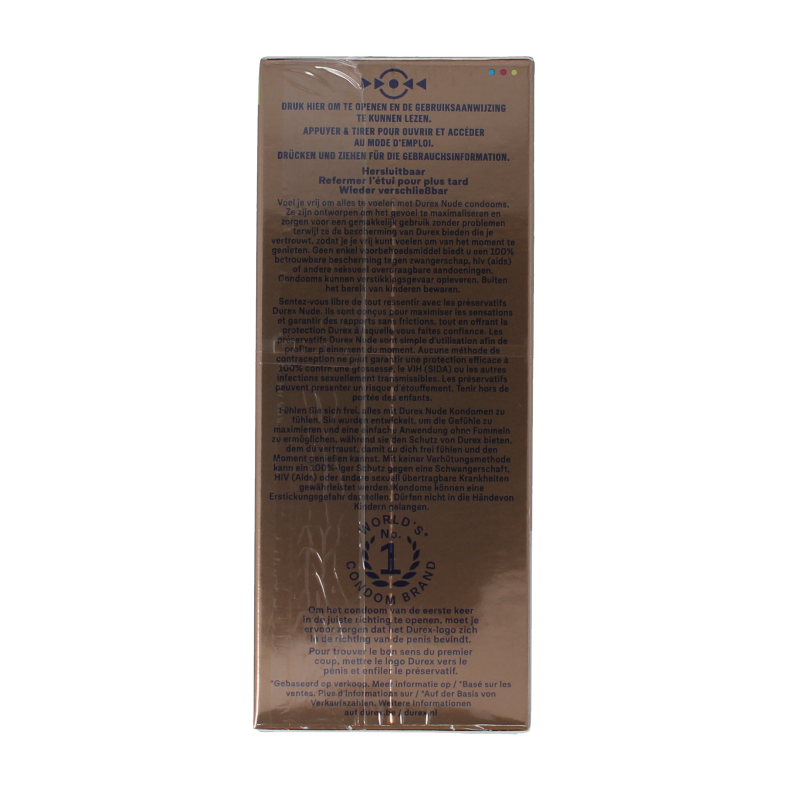 DRUK HIER OM TE OPENEN EN DE GEBRUIKSAANWIJZING
TE KUNNEN LEZEN.
APPUYER & TIRER POUR OUVRIR ET ACCÉDER
AU MODE D'EMPLOI.
DRÜCKEN UND ZIEHEN FÜR DIE GEBRAUCHSINFORMATION.
Hersluitbaar
Refermer l'étui pour plus tard
Wieder verschließbar
Voel je vrij om alles te voelen met Durex Nude condooms.
Ze zijn ontworpen om het gevoel te maximaliseren en
zorgen voor een gemakkelijk gebruik zonder problemen
terwijl ze de bescherming van Durex bieden die je
vertrouwt, zodat je je vrij kunt voelen om van het moment te
genieten. Geen enkel voorbehoedsmiddel biedt u een 100%
betrouwbare bescherming tegen zwangerschap, hiv (aids)
of andere seksueel overdraagbare aandoeningen.
Condooms kunnen verstikkingsgevaar opleveren. Buiten
het bereik van kinderen bewaren.
Sentez-vous libre de tout ressentir avec les préservatifs
Durex Nude. Ils sont conçus pour maximiser les sensations
et garantir des rapports sans frictions, tout en offrant la
protection Durex à laquelle vous faites confiance. Les
préservatifs Durex Nude sont simple d'utilisation afin de
profiter pleinement du moment. Aucune méthode de
contraception ne peut garantir une protection efficace à
100% contre une grossesse, le VIH (SIDA) ou les autres
infections sexuellement transmissibles. Les préservatifs
peuvent présenter un risque d'étouffement. Tenir hors de
portée des enfants.
Fühlen Sie sich frei, alles mit Durex Nude Kondomen zu
fühlen. Sie wurden entwickelt, um die Gefühle zu
maximieren und eine einfache Anwendung ohne Fummeln
zu ermöglichen, während sie den Schutz von Durex bieten,
dem du vertraust, damit du dich frei fühlen und den
Moment genießen kannst. Mit keiner Verhütungsmethode
kann ein 100%iger Schutz gegen eine Schwangerschaft,
HIV (Aids) oder andere sexuell übertragbare Krankheiten
gewährleistet werden. Kondome können eine
Erstickungsgefahr darstellen. Dürfen nicht in die Händevon
Kindern gelangen.
WORLD'S*
No.
1
CONDOM BRAND
Om het condoom van de eerste keer
in de juiste richting te openen, moet je
ervoor zorgen dat het Durex-logo zich
in de richting van de penis bevindt.
Pour trouver le bon sens du premier
coup, mettre le logo Durex vers le
pénis et enfiler le préservatif.
*Gebaseerd op verkoop. Meer informatie op / *Basé sur les
ventes. Plus d'informations sur / *Auf der Basis von
Verkaufszahlen. Weitere Informationen
auf durex.be / durex.nl